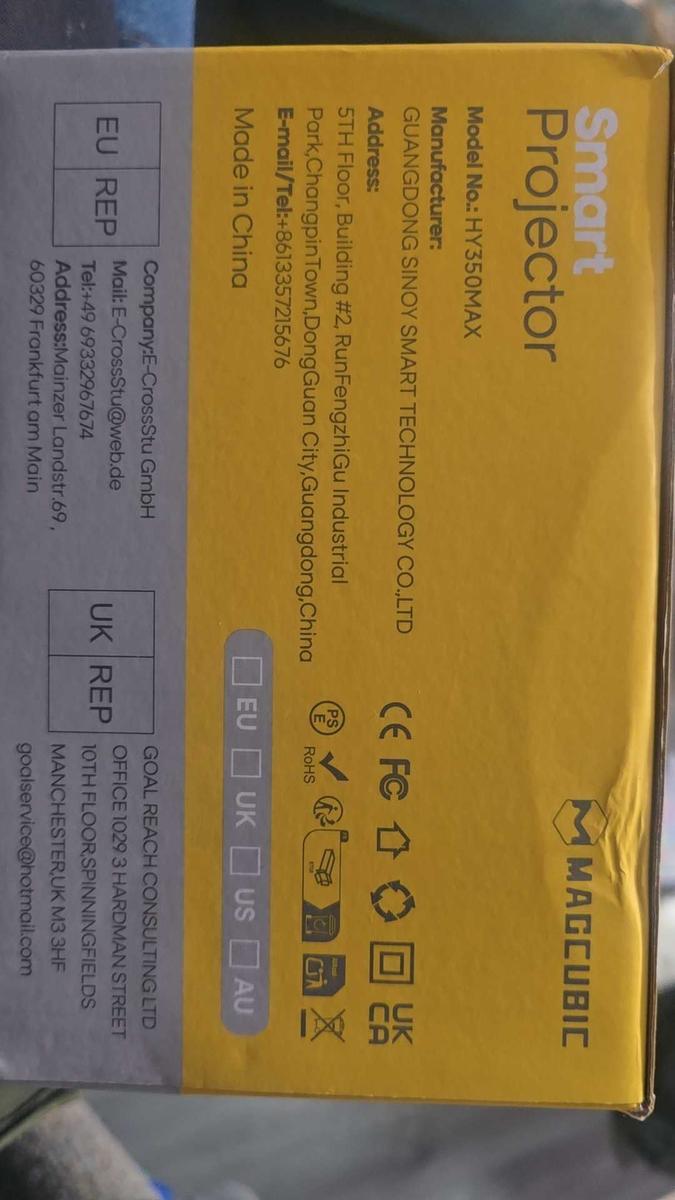 Smart
Projector
MAGCUBIC
Model No.: HY350MAX
Manufacturer:
GUANGDONG SINOY SMART TECHNOLOGY CO.,LTD
Address:
5TH Floor, Building #2, RunFengzhiGu Industrial
Park,ChangpinTown,DongGuan City,Guangdong,China
E-mail/Tel:+8613357215676
Made in China
CE FC UK CA
PS E RoHS
EU UK US AU
EU REP
Company:E-CrossStu GmbH
Mail: E-CrossStu@web.de
Tel:+49 69332967674
Address:Mainzer Landstr.69,
60329 Frankfurt am Main
UK REP
GOAL REACH CONSULTING LTD
OFFICE 1029 3 HARDMAN STREET
10TH FLOOR,SPINNINGFIELDS
MANCHESTER,UK M3 3HF
goalservice@hotmail.com